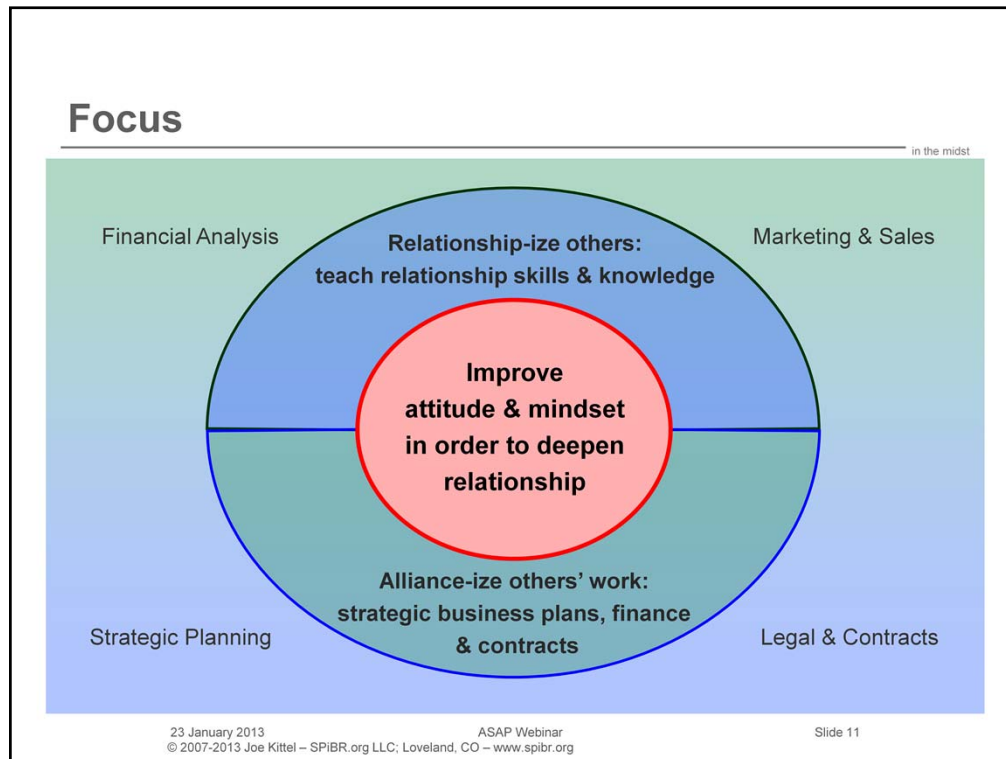 Focus
in the midst
Financial Analysis
Marketing & Sales
Relationship-ize others:
teach relationship skills & knowledge
Improve
attitude & mindset
in order to deepen
relationship
Alliance-ize others’ work:
strategic business plans, finance
& contracts
Strategic Planning
Legal & Contracts
23 January 2013
ASAP Webinar
Slide 11
© 2007-2013 Joe Kittel – SPiBR.org LLC; Loveland, CO – www.spibr.org